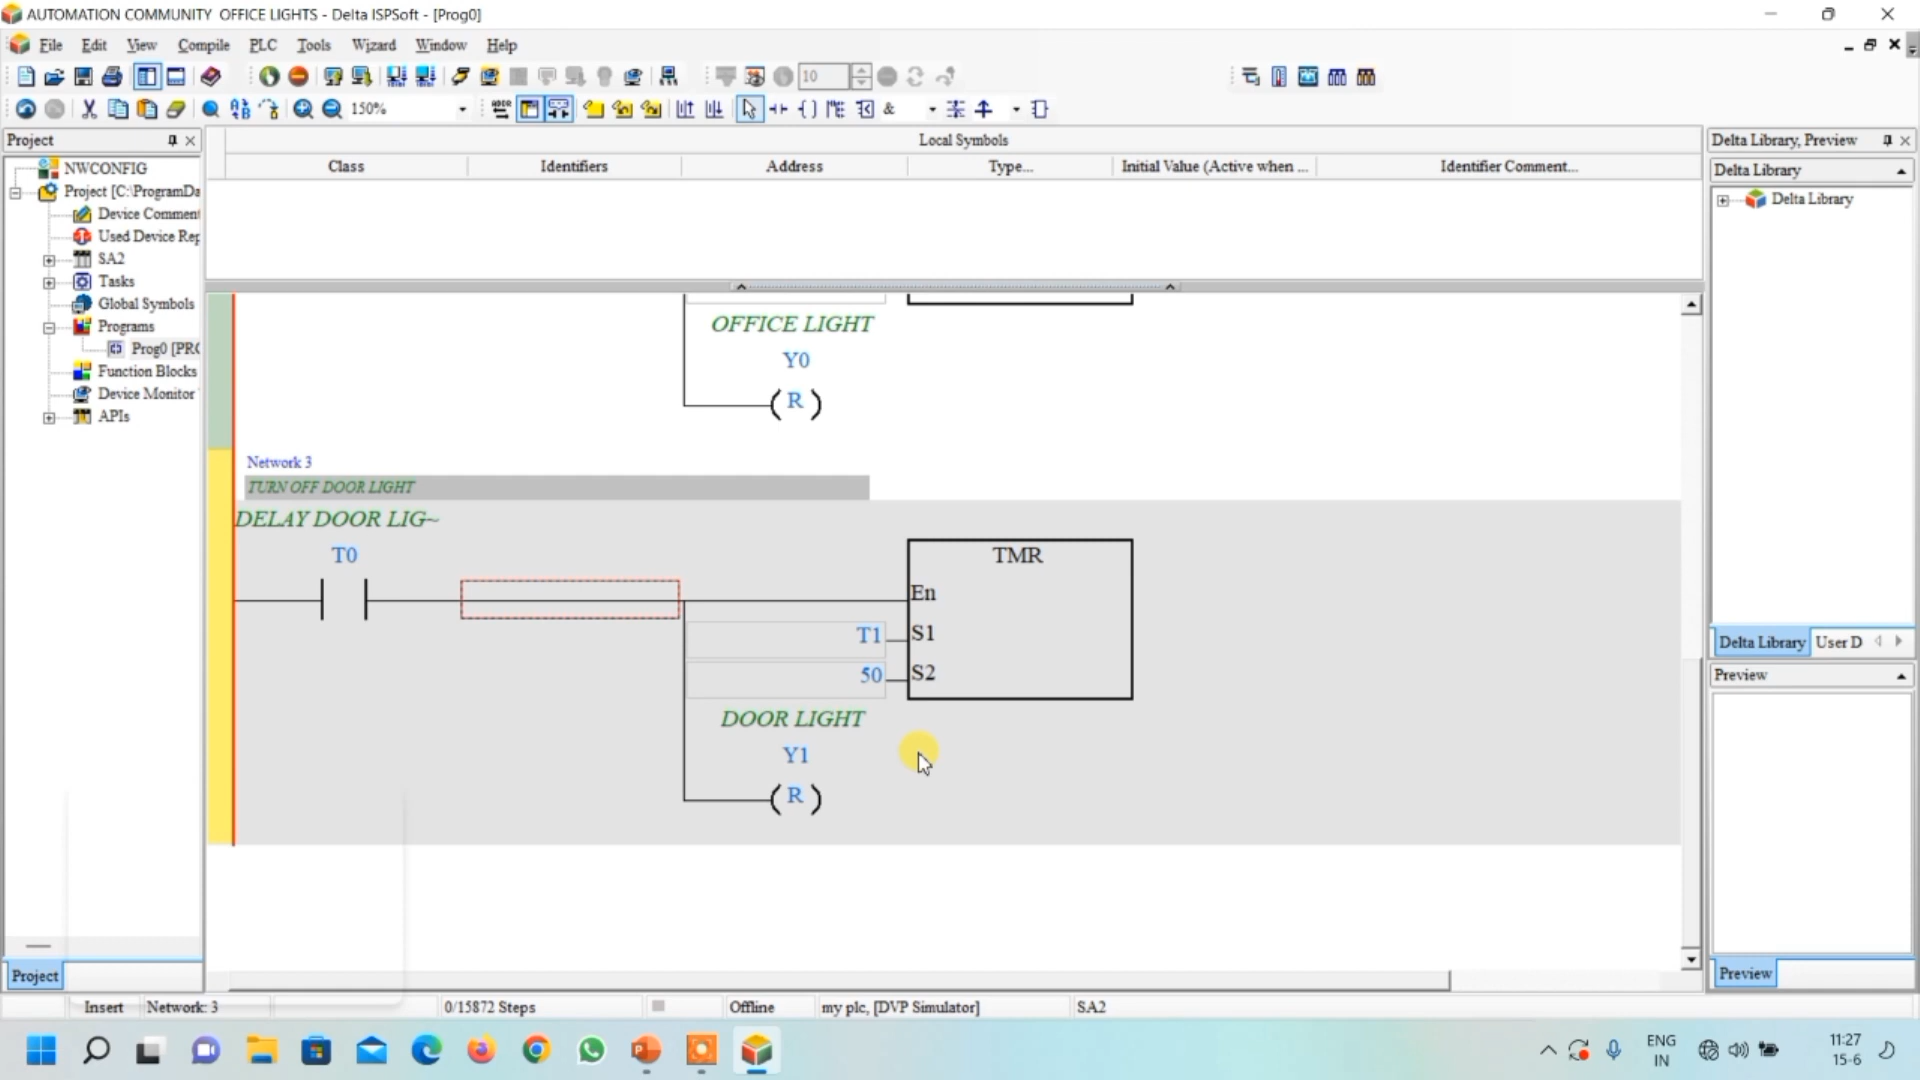 AUTOMATION COMMUNITY OFFICE LIGHTS - Delta ISPSoft - [Prog0]
File Edit View Compile PLC Tools Wizard Window Help
10
150%
&
Project
NWCONFIG
Project [C:\ProgramDa
Device Comment
Used Device Rep
SA2
Tasks
Global Symbols
Programs
Prog0 [PRO
Function Blocks
Device Monitor
APIs
Project
Local Symbols
Class Identifiers Address Type... Initial Value (Active when ... Identifier Comment...
OFFICE LIGHT
Y0
R
Network 3
TURN OFF DOOR LIGHT
DELAY DOOR LIG~
T0
TMR
En
T1 S1
50 S2
DOOR LIGHT
Y1
R
Delta Library, Preview
Delta Library
Delta Library
Delta Library User D
Preview
Preview
Insert Network: 3 0/15872 Steps Offline my plc, [DVP Simulator] SA2
ENG
IN
11:27
15-6